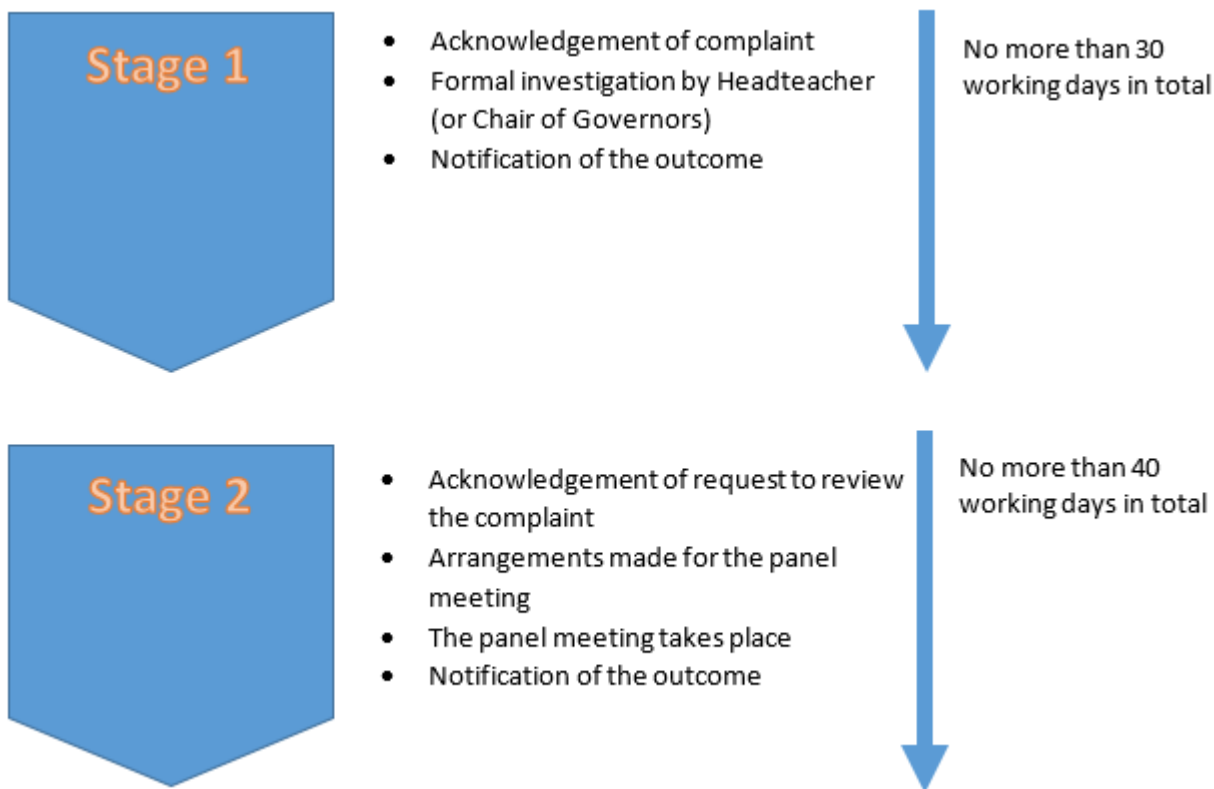 Stage 1
• Acknowledgement of complaint
• Formal investigation by Headteacher
(or Chair of Governors)
• Notification of the outcome
No more than 30
working days in total
Stage 2
• Acknowledgement of request to review
the complaint
• Arrangements made for the panel
meeting
• The panel meeting takes place
• Notification of the outcome
No more than 40
working days in total